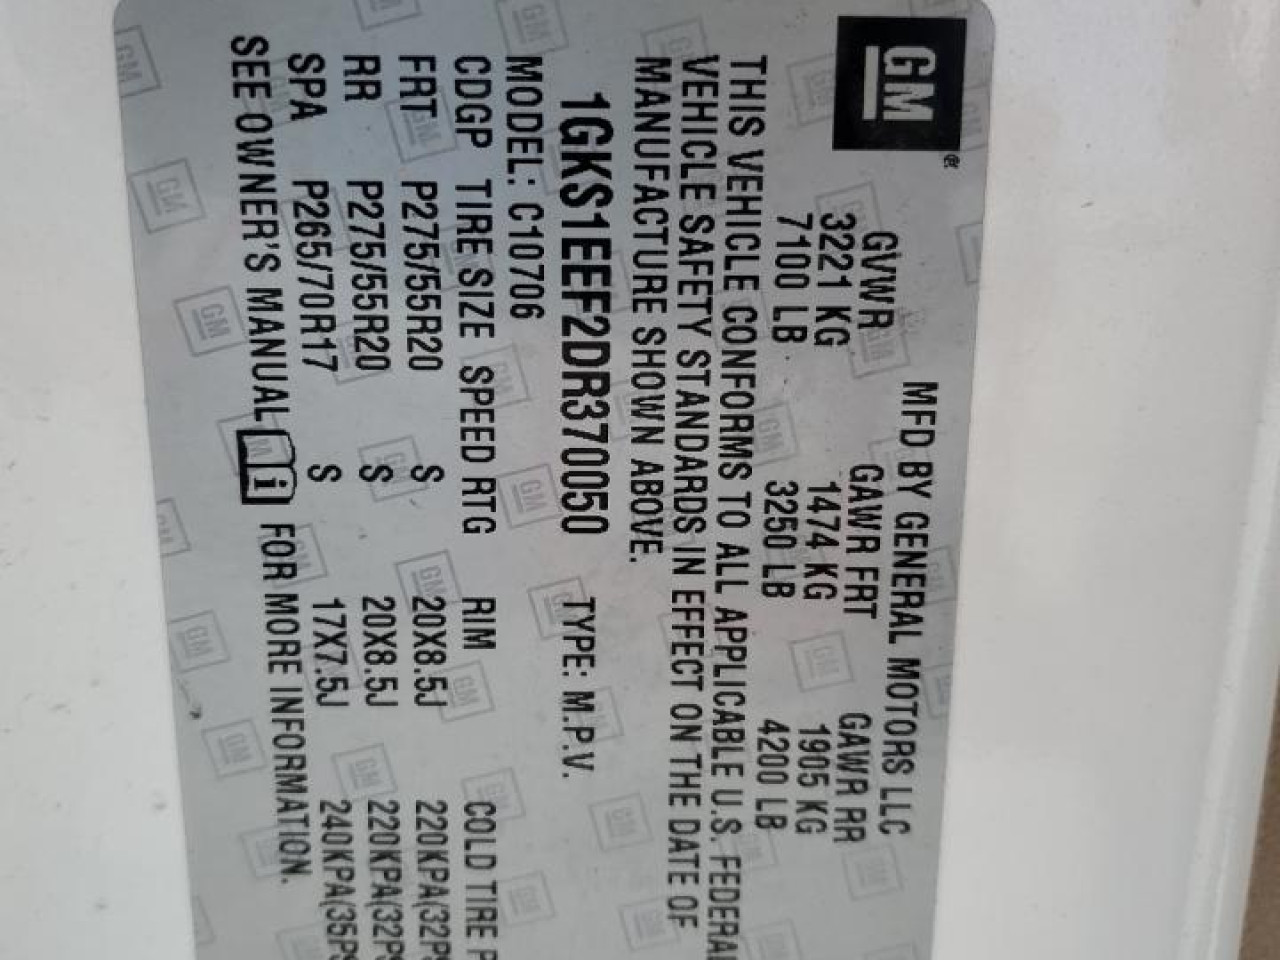 GM
MFD BY GENERAL MOTORS LLC
GVWR GAWR FRT GAWR RR
3221 KG 1474 KG 1905 KG
7100 LB 3250 LB 4200 LB
THIS VEHICLE CONFORMS TO ALL APPLICABLE U.S. FEDERAL
VEHICLE SAFETY STANDARDS IN EFFECT ON THE DATE OF
MANUFACTURE SHOWN ABOVE.
1GKS1EEF2DR370050 TYPE: M.P.V.
MODEL: C10706
CDGP TIRE SIZE SPEED RTG RIM COLD TIRE P
FRT P275/55R20 S 20X8.5J 220KPA(32PS
RR P275/55R20 S 20X8.5J 220KPA(32PS
SPA P265/70R17 S 17X7.5J 240KPA(35PS
SEE OWNER'S MANUAL i FOR MORE INFORMATION.